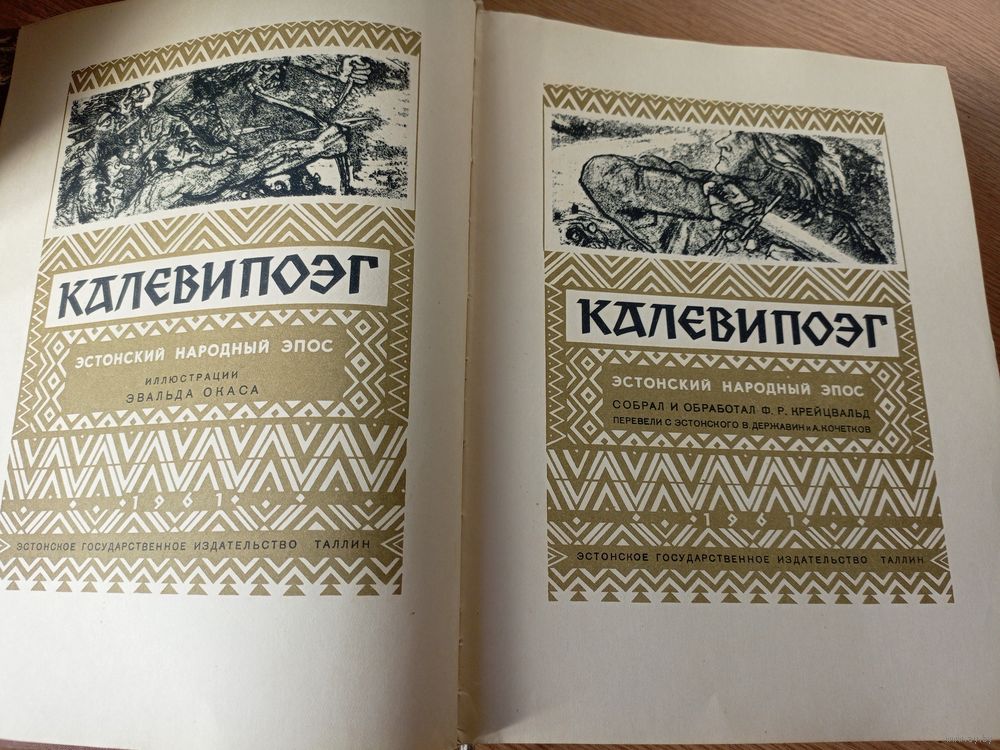 КАЛЕВИПОЭГ
ЭСТОНСКИЙ НАРОДНЫЙ ЭПОС
ИЛЛЮСТРАЦИИ
ЭВАЛЬДА ОКАСА
1961
ЭСТОНСКОЕ ГОСУДАРСТВЕННОЕ ИЗДАТЕЛЬСТВО ТАЛЛИН
КАЛЕВИПОЭГ
ЭСТОНСКИЙ НАРОДНЫЙ ЭПОС
СОБРАЛ И ОБРАБОТАЛ Ф. Р. КРЕЙЦВАЛЬД
ПЕРЕВЕЛИ С ЭСТОНСКОГО В. ДЕРЖАВИН и А. КОЧЕТКОВ
1961
ЭСТОНСКОЕ ГОСУДАРСТВЕННОЕ ИЗДАТЕЛЬСТВО ТАЛЛИН